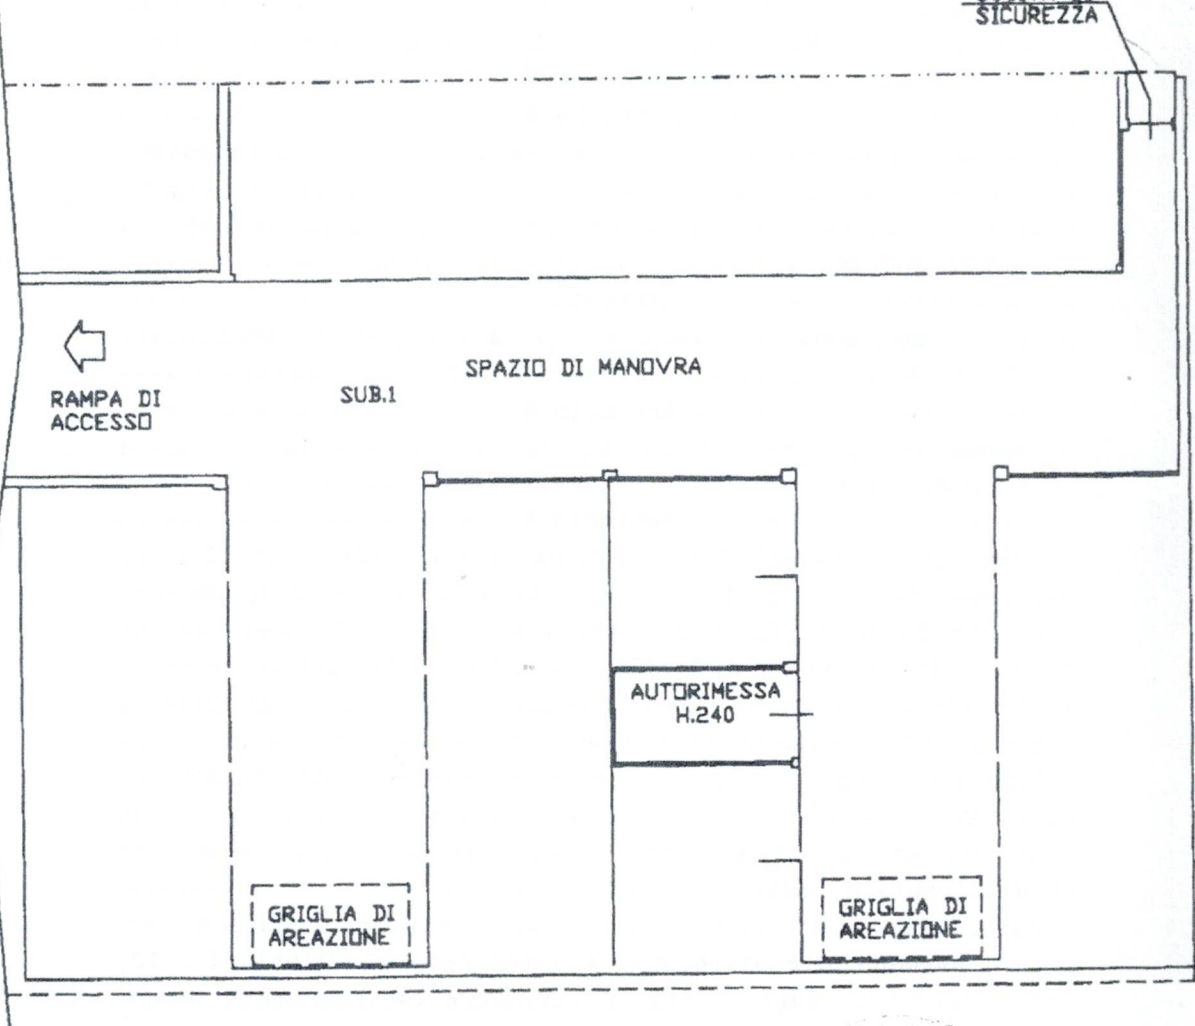 SICUREZZA
SPAZIO DI MANOVRA
SUB.1
RAMPA DI
ACCESSO
AUTORIMESSA
H.240
GRIGLIA DI
AREAZIONE
GRIGLIA DI
AREAZIONE